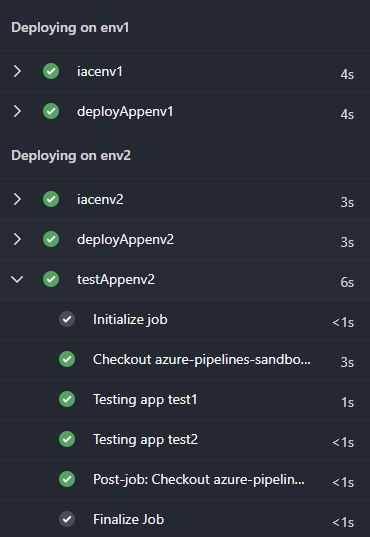 Deploying on env1
iacenv1 4s
deployAppenv1 4s
Deploying on env2
iacenv2 3s
deployAppenv2 3s
testAppenv2 6s
Initialize job <1s
Checkout azure-pipelines-sandbo... 3s
Testing app test1 1s
Testing app test2 <1s
Post-job: Checkout azure-pipelin... <1s
Finalize Job <1s